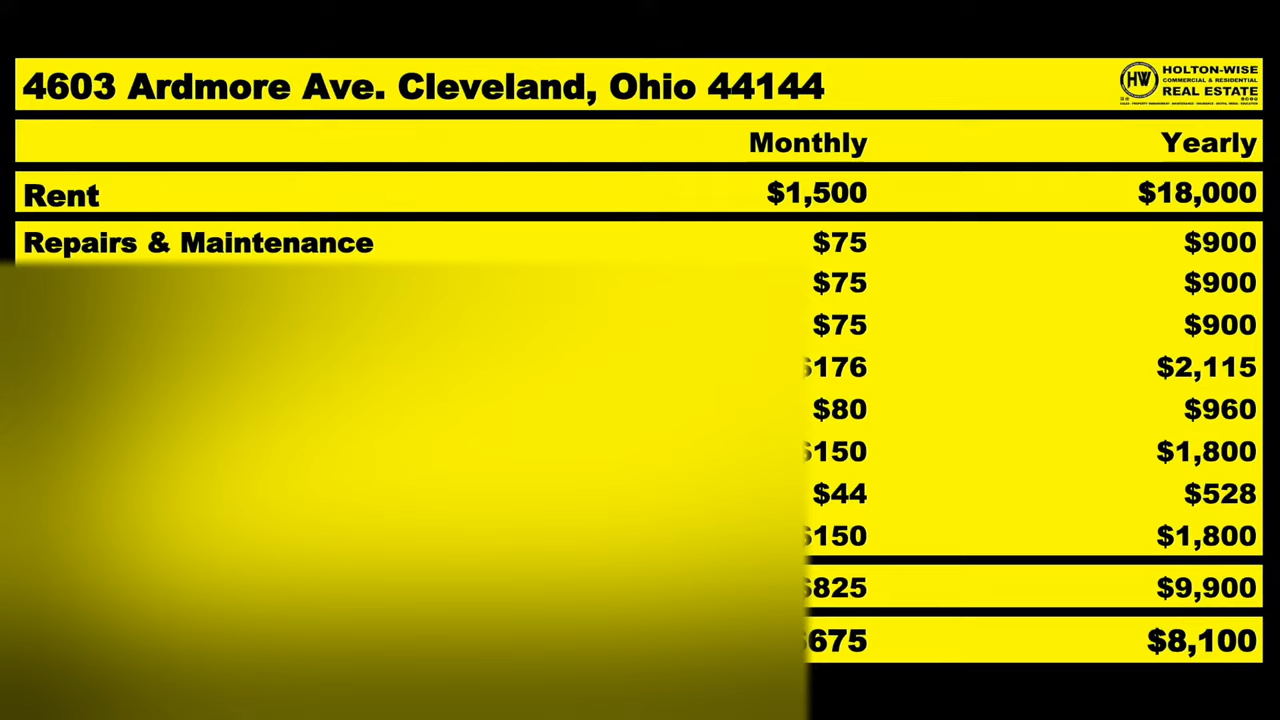 4603 Ardmore Ave. Cleveland, Ohio 44144
HOLTON-WISE
COMMERCIAL & RESIDENTIAL
REAL ESTATE
Monthly Yearly
Rent $1,500 $18,000
Repairs & Maintenance $75 $900
$75 $900
$75 $900
$176 $2,115
$80 $960
$150 $1,800
$44 $528
$150 $1,800
$825 $9,900
$675 $8,100